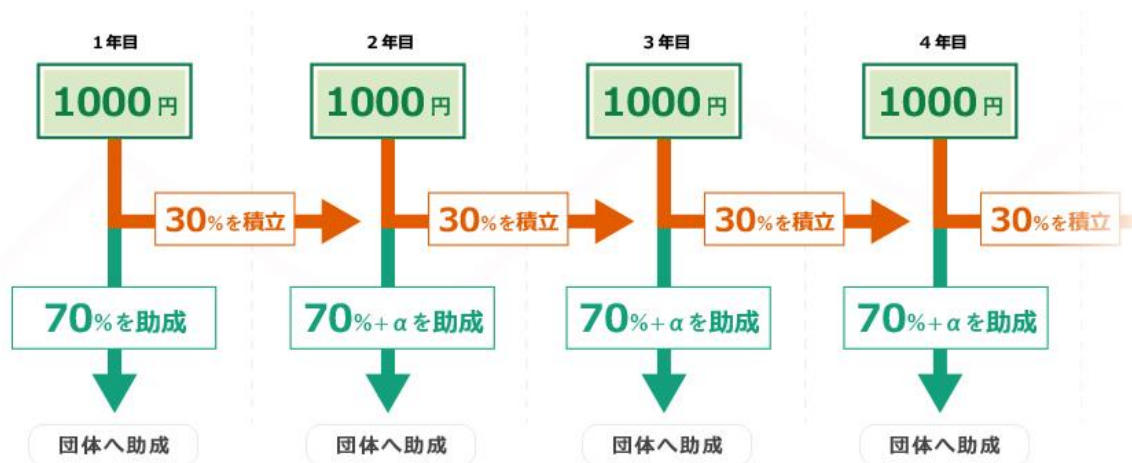 1年目
2年目
3年目
4年目
1000円
1000円
1000円
1000円
30%を積立
30%を積立
30%を積立
30%を積立
70%を助成
70%+αを助成
70%+αを助成
70%+αを助成
団体へ助成
団体へ助成
団体へ助成
団体へ助成